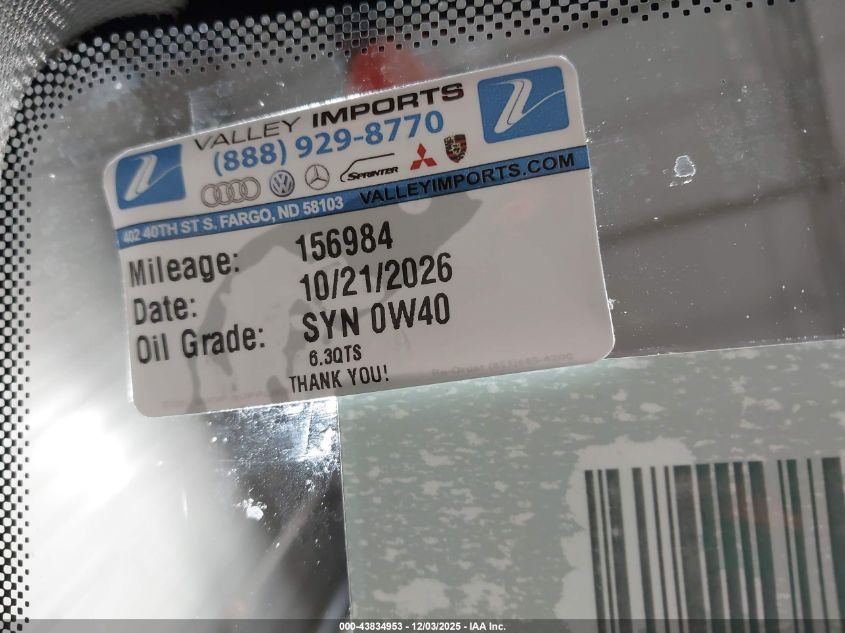 VALLEY IMPORTS
(888) 929-8770
SPRINTER
402 40TH ST S. FARGO, ND 58103 VALLEYIMPORTS.COM
Mileage: 156984
Date: 10/21/2026
Oil Grade: SYN 0W40
6.3QTS
THANK YOU!
000-43834953 - 12/03/2025 - IAA Inc.